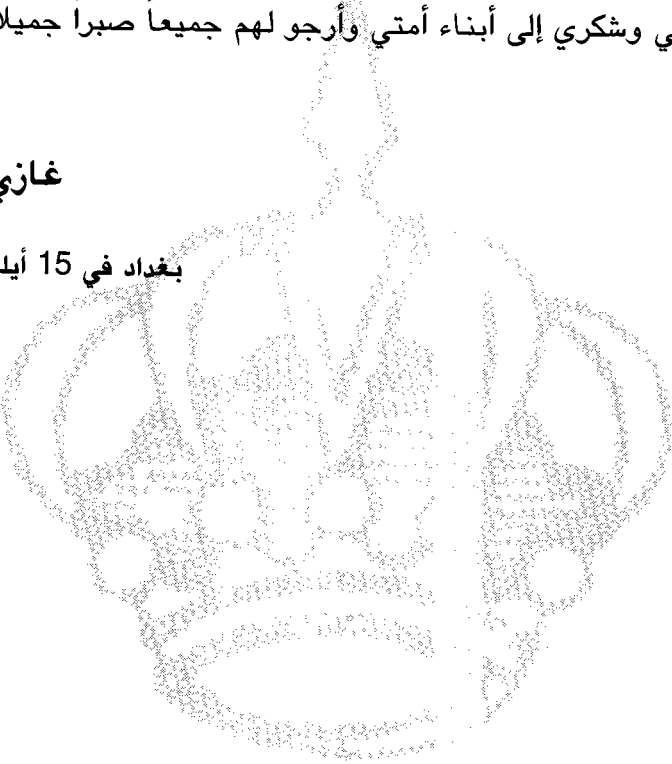 ي وشكري إلى أبناء أمتي وأرجو لهم جميعاً صبراً جميلا
غازي
بغداد في 15 أيل